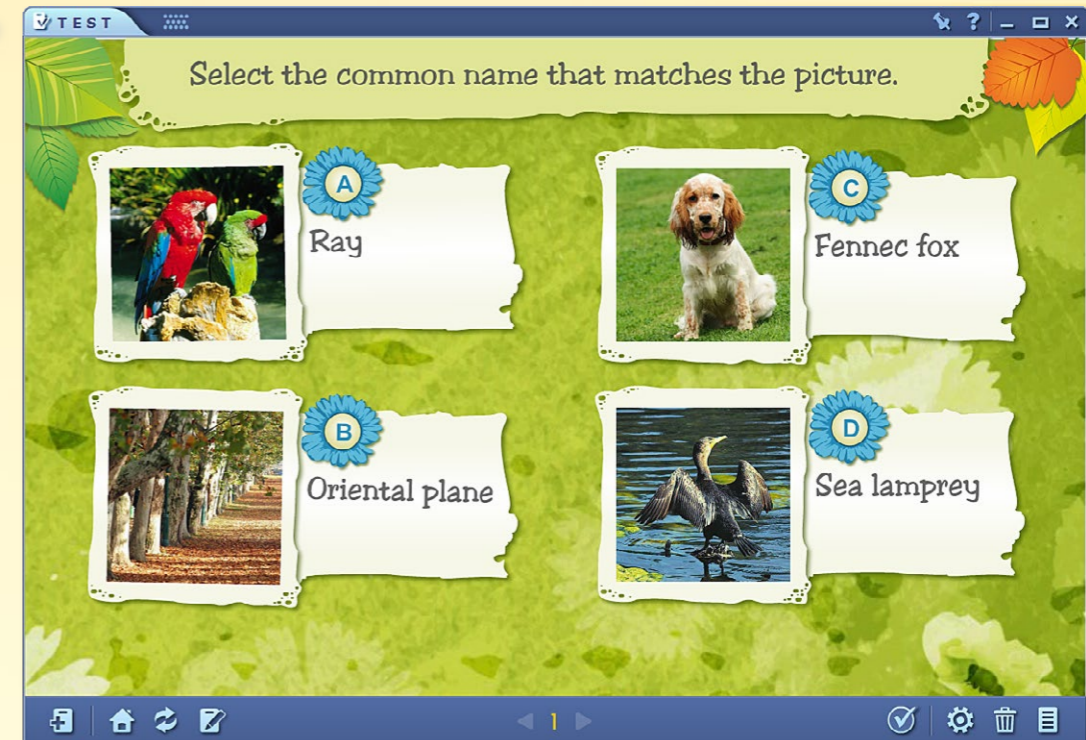 TEST
Select the common name that matches the picture.
A
Ray
C
Fennec fox
B
Oriental plane
D
Sea lamprey
1